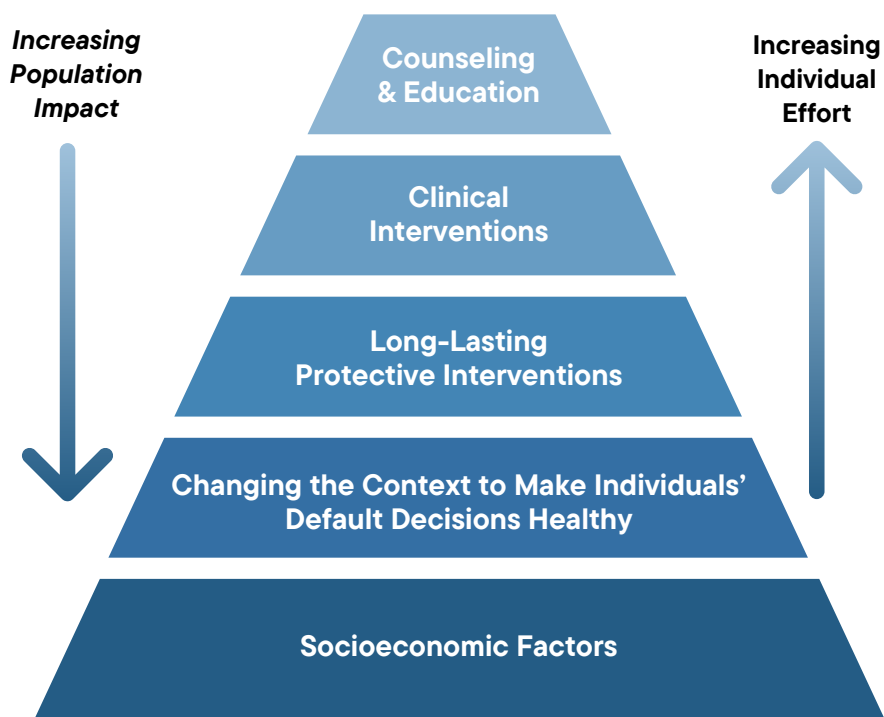 Increasing
Population
Impact
Increasing
Individual
Effort
Counseling
& Education
Clinical
Interventions
Long-Lasting
Protective Interventions
Changing the Context to Make Individuals’
Default Decisions Healthy
Socioeconomic Factors